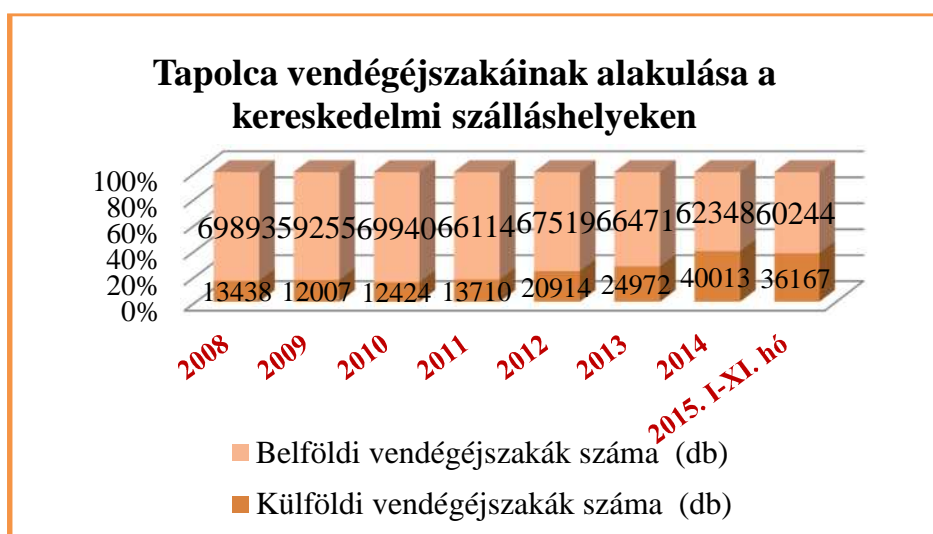 Tapolca vendégéjszakáinak alakulása a
kereskedelmi szálláshelyeken
100%
80%
60%
40%
20%
0%
69893 59255 69940 66114 67519 66471 62348 60244
13438 12007 12424 13710 20914 24972 40013 36167
2008 2009 2010 2011 2012 2013 2014 2015. I-XI. hó
Belföldi vendégéjszakák száma (db)
Külföldi vendégéjszakák száma (db)